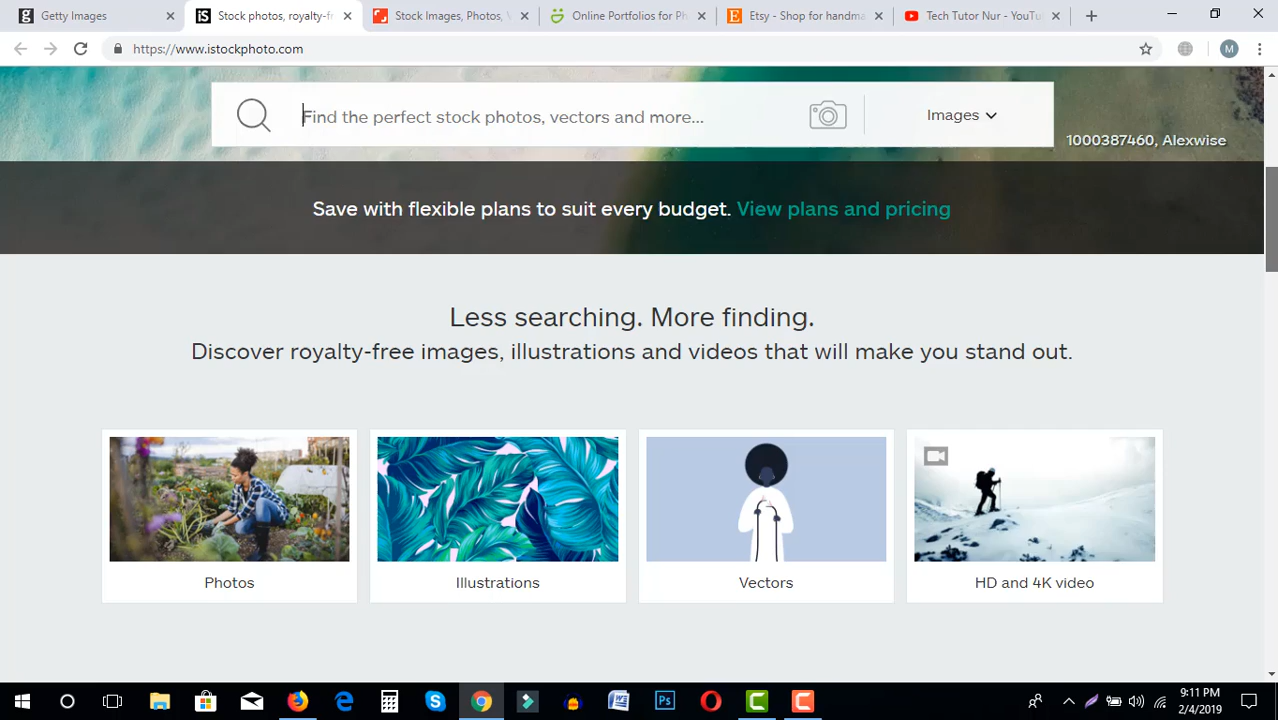 Getty Images
Stock photos, royalty-f
Stock Images, Photos, V
Online Portfolios for Ph
Etsy - Shop for handma
Tech Tutor Nur - YouTu
https://www.istockphoto.com
M
Find the perfect stock photos, vectors and more...
Images
1000387460, Alexwise
Save with flexible plans to suit every budget. View plans and pricing
Less searching. More finding.
Discover royalty-free images, illustrations and videos that will make you stand out.
Photos
Illustrations
Vectors
HD and 4K video
9:11 PM
2/4/2019